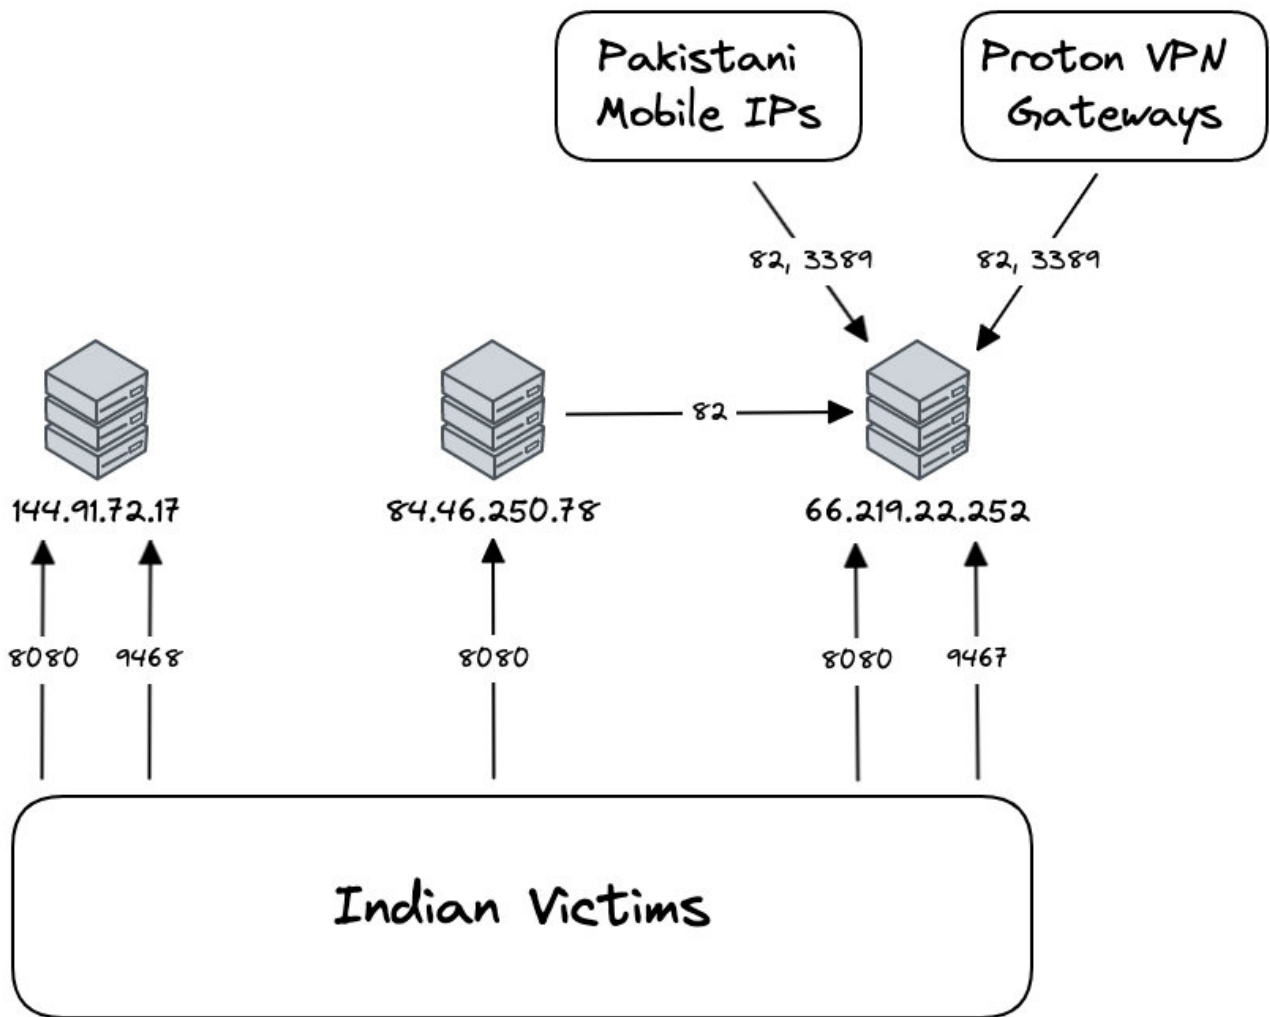 Pakistani
Mobile IPs
Proton VPN
Gateways
82, 3389
82, 3389
82
144.91.72.17
84.46.250.78
66.219.22.252
8080
9468
8080
8080
9467
Indian Victims